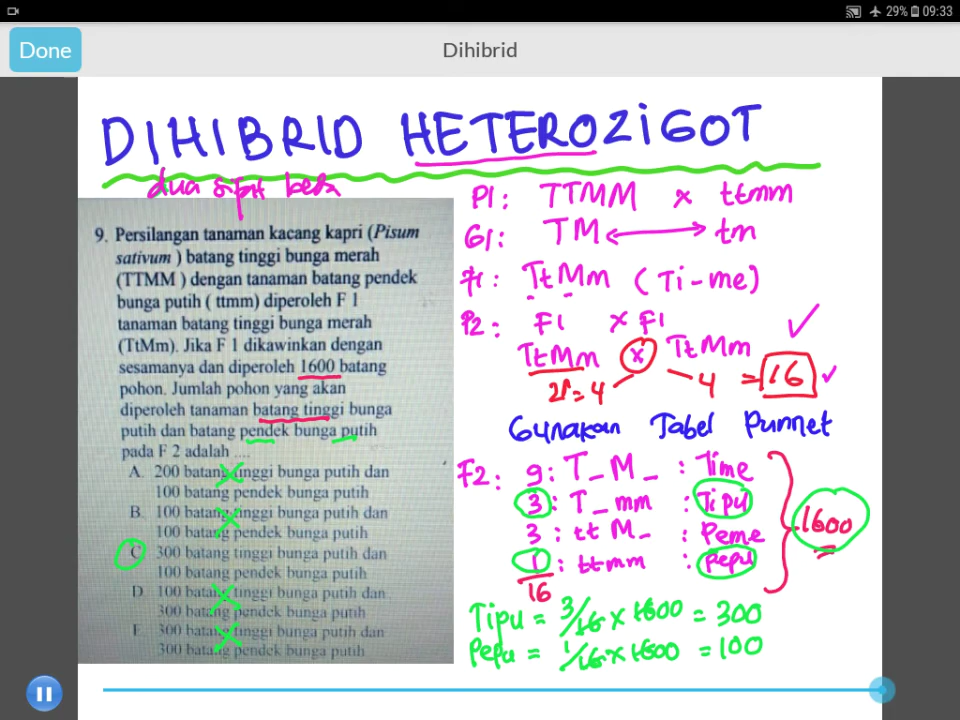 29% 09:33
Done
Dihibrid
DIHIBRID HETEROZIGOT
dua sifat beda
9. Persilangan tanaman kacang kapri (Pisum
sativum ) batang tinggi bunga merah
(TTMM ) dengan tanaman batang pendek
bunga putih ( ttmm) diperoleh F 1
tanaman batang tinggi bunga merah
(TtMm). Jika F 1 dikawinkan dengan
sesamanya dan diperoleh 1600 batang
pohon. Jumlah pohon yang akan
diperoleh tanaman batang tinggi bunga
putih dan batang pendek bunga putih
pada F 2 adalah ....
A. 200 batang tinggi bunga putih dan
100 batang pendek bunga putih
B. 100 batang tinggi bunga putih dan
100 batang pendek bunga putih
C 300 batang tinggi bunga putih dan
100 batang pendek bunga putih
D 100 batang tinggi bunga putih dan
300 batang pendek bunga putih
E 300 batang tinggi bunga putih dan
300 batang pendek bunga putih
P1: TTMM x ttmm
G1: TM tm
F1: TtMm (Ti-me)
P2: F1 x F1
TtMm x TtMm
2²=4 4 = 16
Gunakan Tabel Punnet
F2: 9: T_M_ : Time
3: T_mm : Tipu
3: tt M_ : Peme
1: ttmm : pepu
16
1600
Tipu = 3/16 x 1600 = 300
Pepu = 1/16 x 1600 = 100